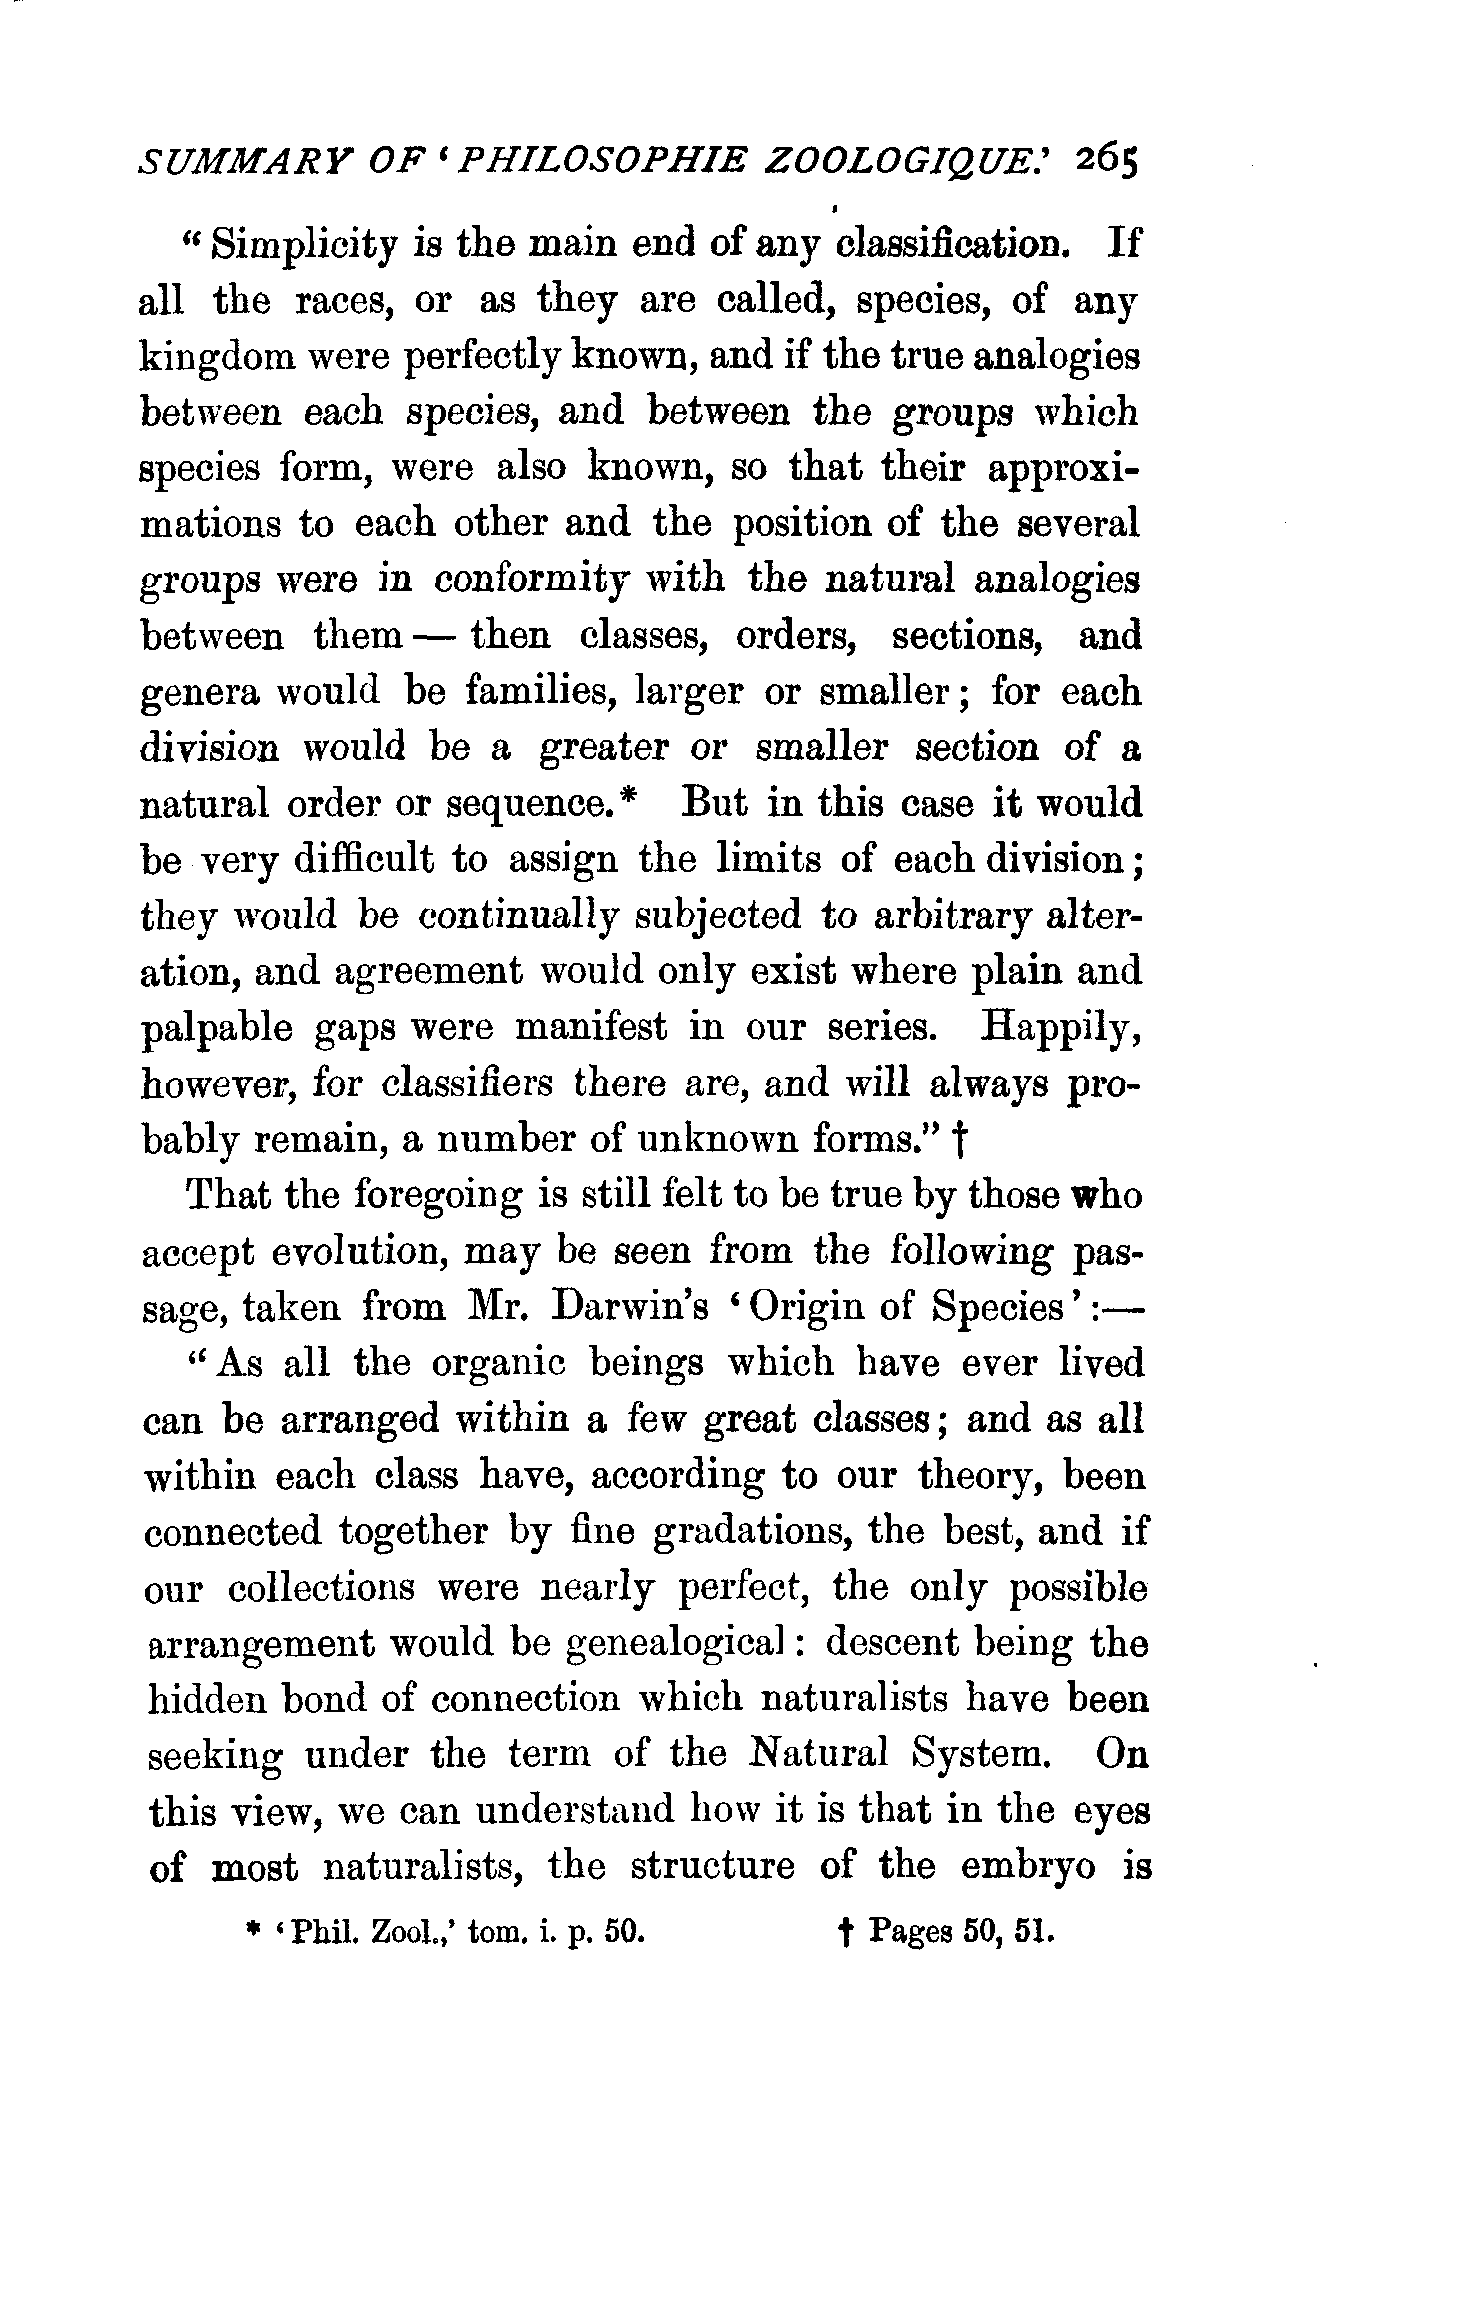 SUMMARY OF 'PHILOSOPHIE ZOOLOGIQUE.' 265
"Simplicity is the main end of any classification. If
all the races, or as they are called, species, of any
kingdom were perfectly known, and if the true analogies
between each species, and between the groups which
species form, were also known, so that their approxi-
mations to each other and the position of the several
groups were in conformity with the natural analogies
between them — then classes, orders, sections, and
genera would be families, larger or smaller; for each
division would be a greater or smaller section of a
natural order or sequence.* But in this case it would
be very difficult to assign the limits of each division;
they would be continually subjected to arbitrary alter-
ation, and agreement would only exist where plain and
palpable gaps were manifest in our series. Happily,
however, for classifiers there are, and will always pro-
bably remain, a number of unknown forms." †
That the foregoing is still felt to be true by those who
accept evolution, may be seen from the following pas-
sage, taken from Mr. Darwin's 'Origin of Species':—
"As all the organic beings which have ever lived
can be arranged within a few great classes; and as all
within each class have, according to our theory, been
connected together by fine gradations, the best, and if
our collections were nearly perfect, the only possible
arrangement would be genealogical: descent being the
hidden bond of connection which naturalists have been
seeking under the term of the Natural System. On
this view, we can understand how it is that in the eyes
of most naturalists, the structure of the embryo is
* 'Phil. Zool.,' tom. i. p. 50. † Pages 50, 51.